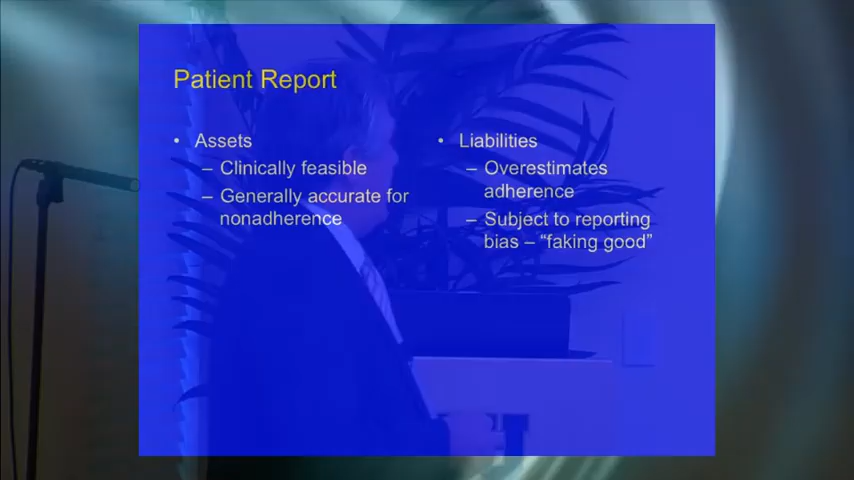 Patient Report
• Assets
– Clinically feasible
– Generally accurate for
nonadherence
• Liabilities
– Overestimates
adherence
– Subject to reporting
bias – “faking good”